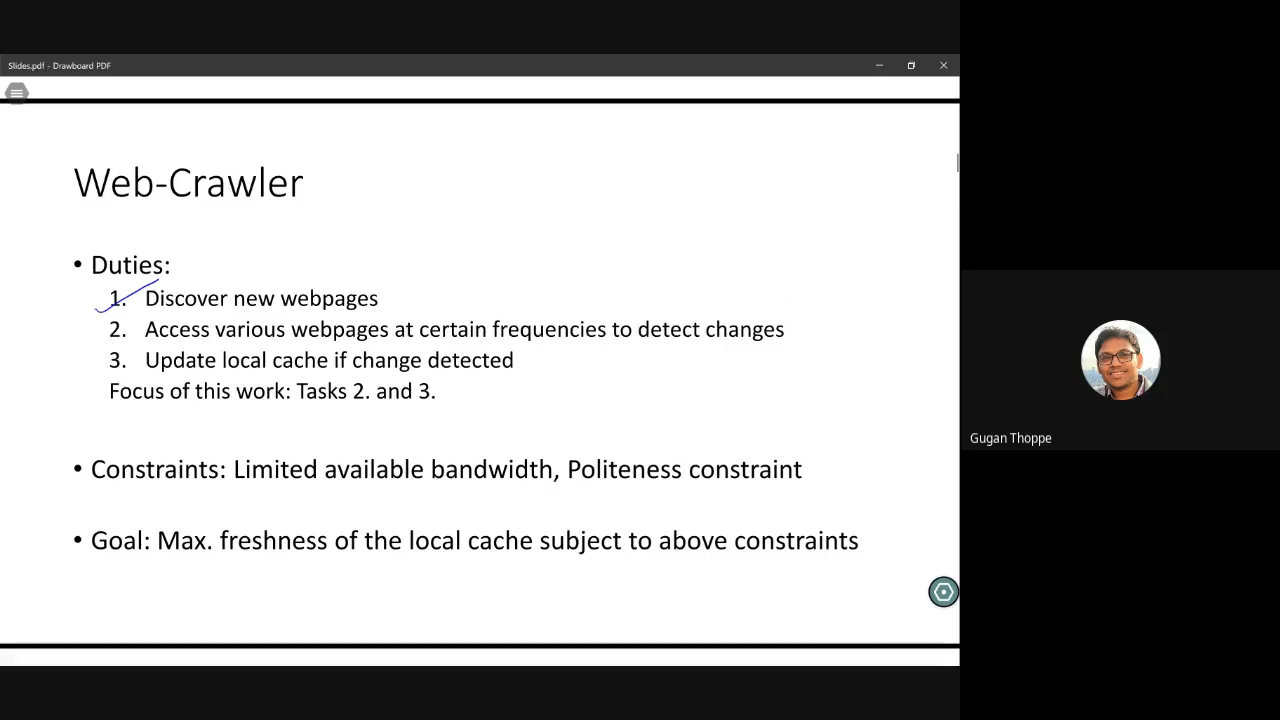 Slides.pdf - Drawboard PDF
Web-Crawler
• Duties:
1. Discover new webpages
2. Access various webpages at certain frequencies to detect changes
3. Update local cache if change detected
Focus of this work: Tasks 2. and 3.
• Constraints: Limited available bandwidth, Politeness constraint
• Goal: Max. freshness of the local cache subject to above constraints
Gugan Thoppe